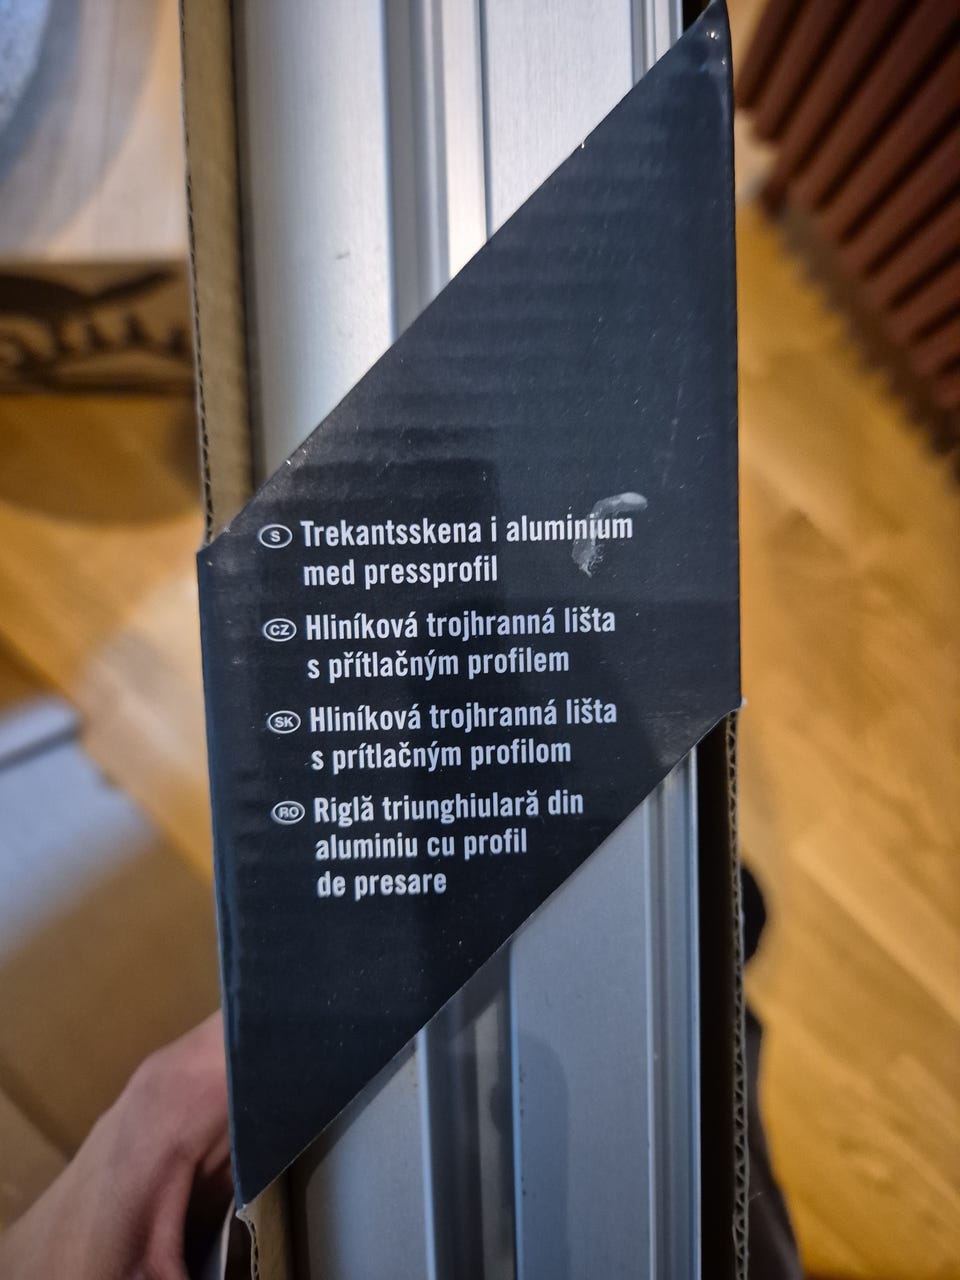 S Trekantsskena i aluminium
med pressprofil
CZ Hliníková trojhranná lišta
s přítlačným profilem
SK Hliníková trojhranná lišta
s prítlačným profilom
RO Riglă triunghiulară din
aluminiu cu profil
de presare